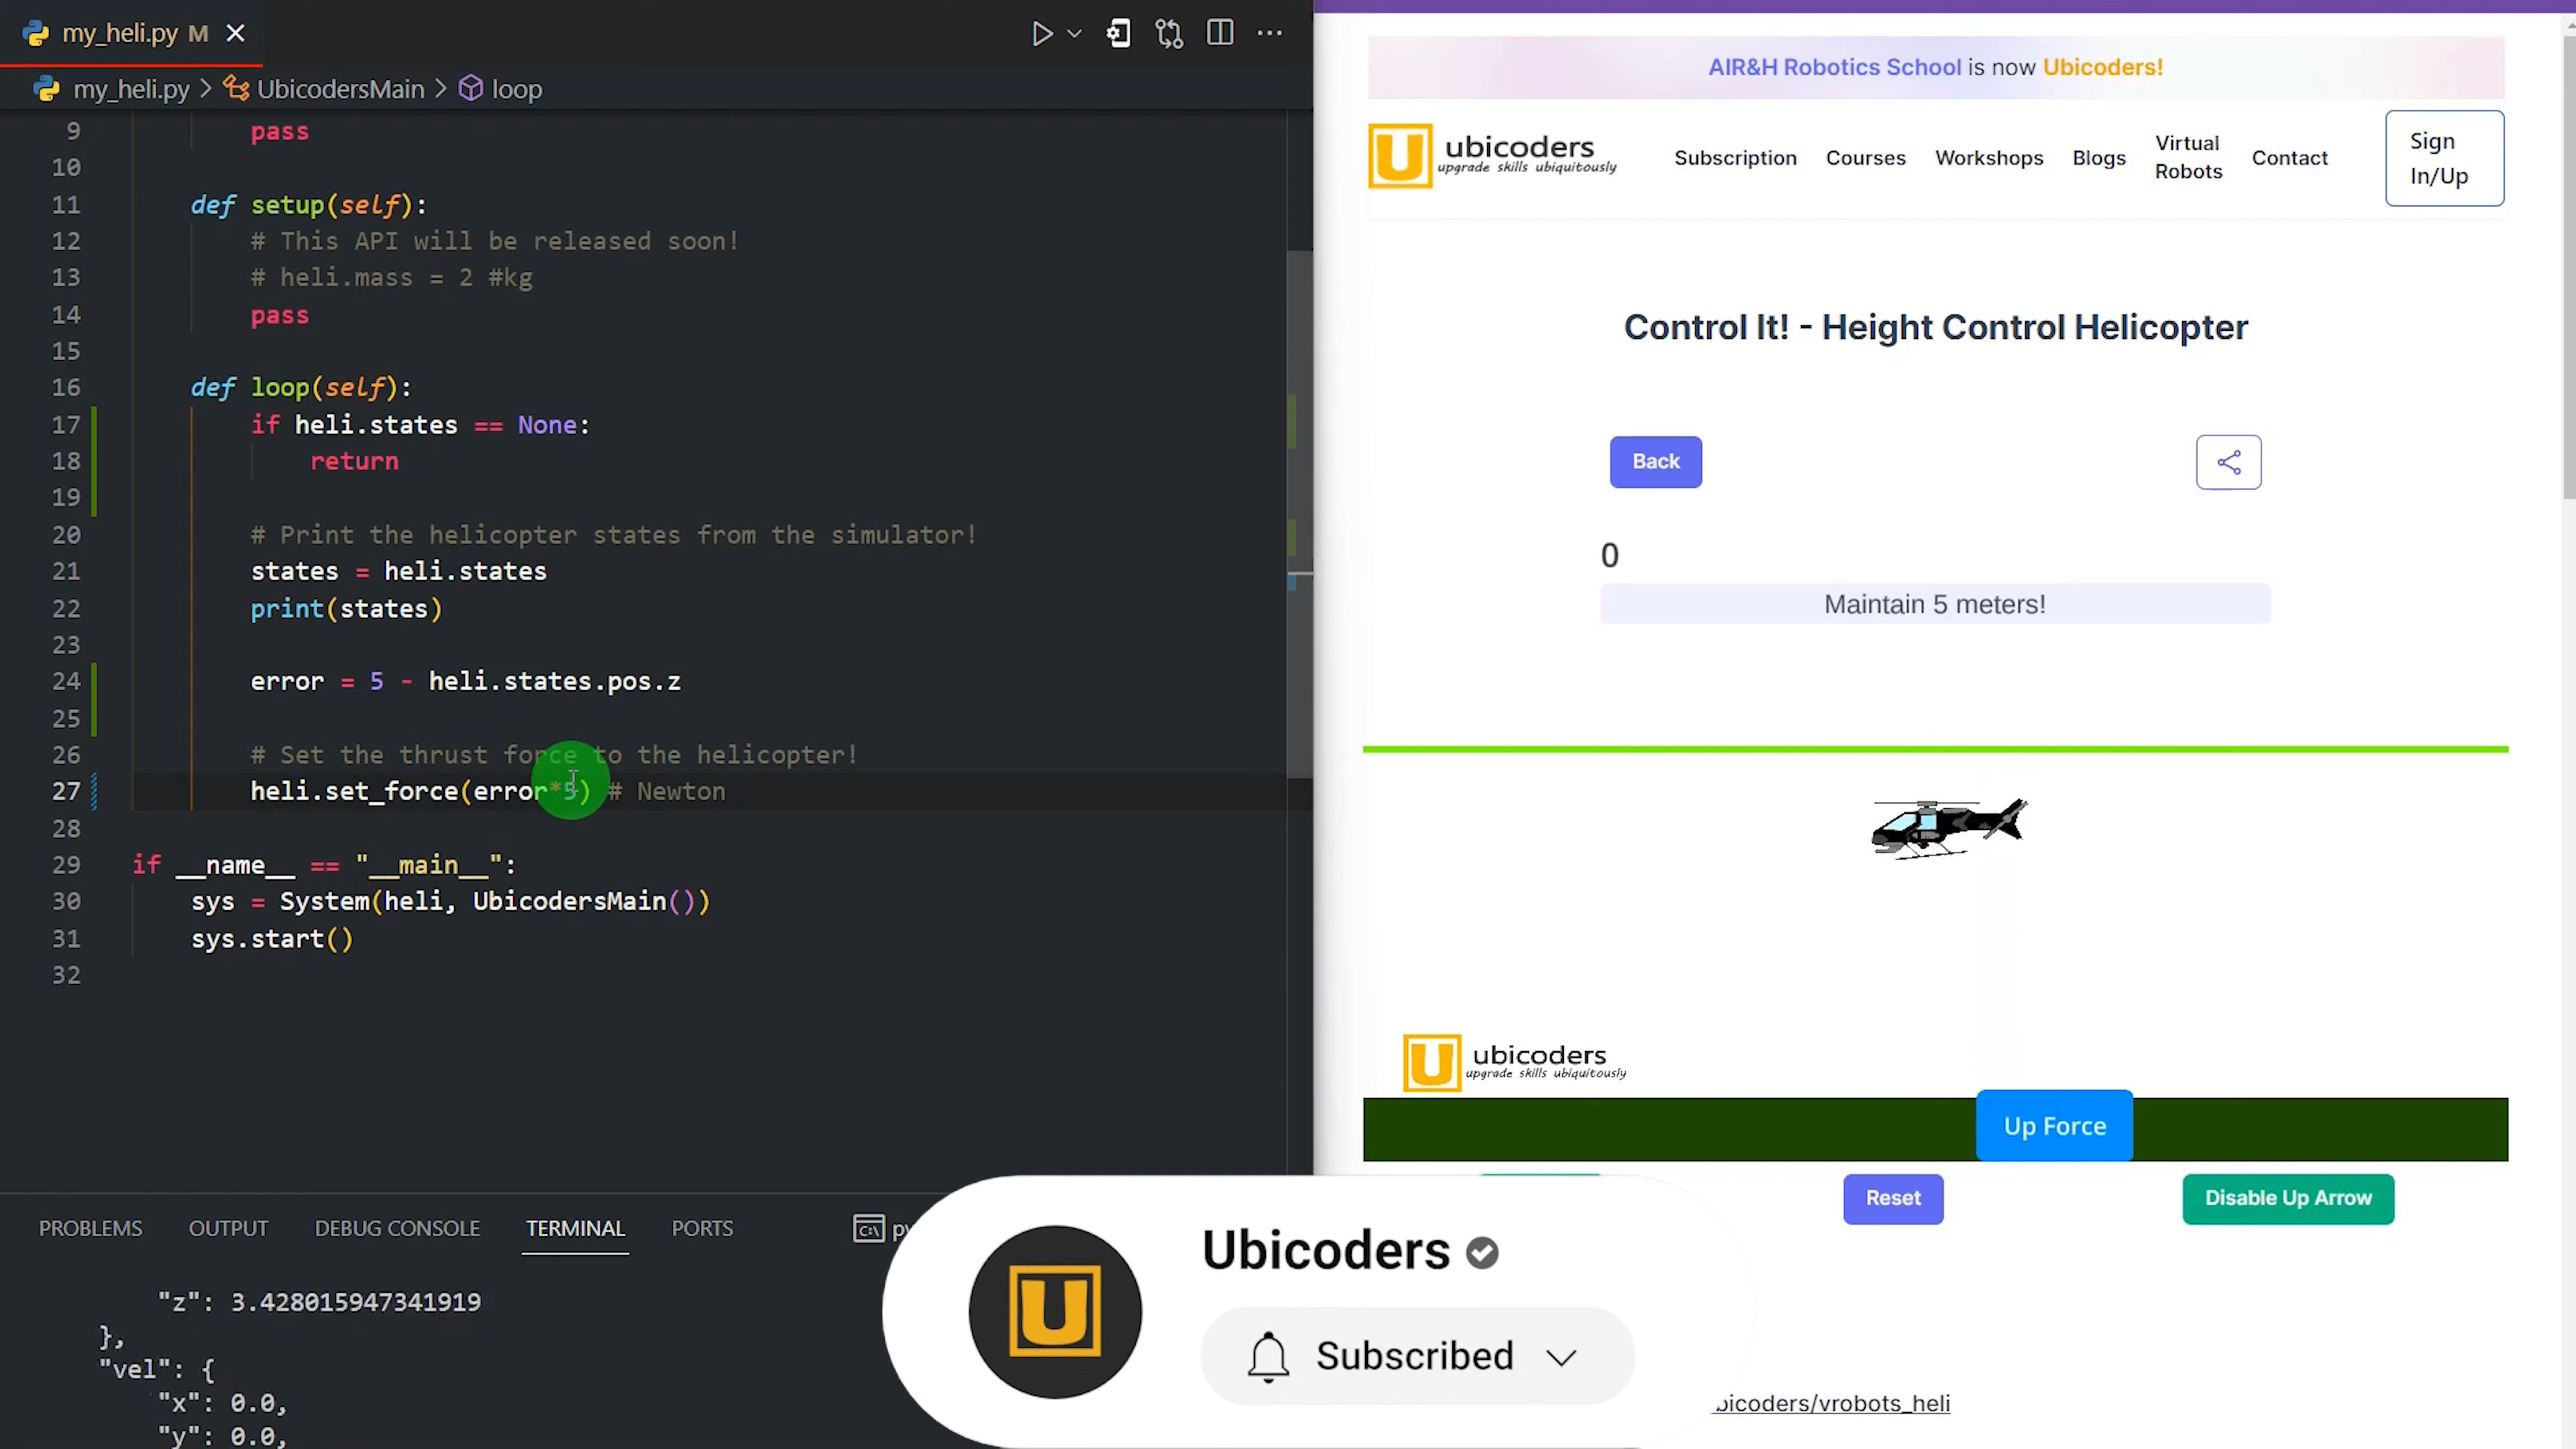 my_heli.py M
my_heli.py > UbicodersMain > loop
9 pass
10
11 def setup(self):
12 # This API will be released soon!
13 # heli.mass = 2 #kg
14 pass
15
16 def loop(self):
17 if heli.states == None:
18 return
19
20 # Print the helicopter states from the simulator!
21 states = heli.states
22 print(states)
23
24 error = 5 - heli.states.pos.z
25
26 # Set the thrust force to the helicopter!
27 heli.set_force(error*5) # Newton
28
29 if __name__ == "__main__":
30 sys = System(heli, UbicodersMain())
31 sys.start()
32
PROBLEMS OUTPUT DEBUG CONSOLE TERMINAL PORTS
"z": 3.428015947341919
},
"vel": {
"x": 0.0,
"y": 0.0,
AIR&H Robotics School is now Ubicoders!
ubicoders
upgrade skills ubiquitously
Subscription Courses Workshops Blogs Virtual Robots Contact
Sign In/Up
Control It! - Height Control Helicopter
Back
0
Maintain 5 meters!
ubicoders
upgrade skills ubiquitously
Up Force
Reset
Disable Up Arrow
Ubicoders
Subscribed
bicoders/vrobots_heli